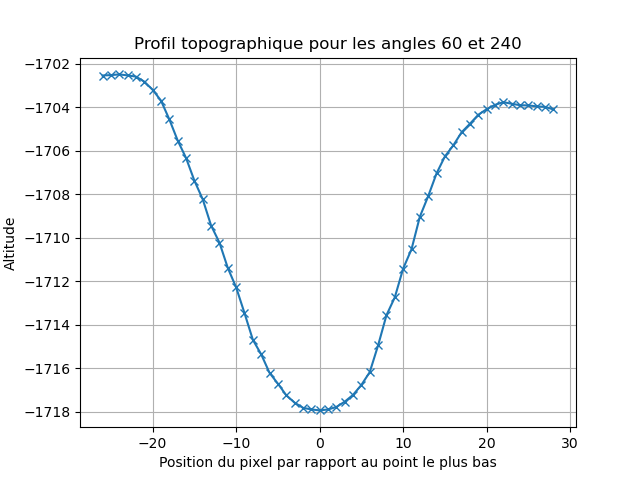 Profil topographique pour les angles 60 et 240
−1702
−1704
−1706
−1708
−1710
−1712
−1714
−1716
−1718
Altitude
−20 −10 0 10 20 30
Position du pixel par rapport au point le plus bas